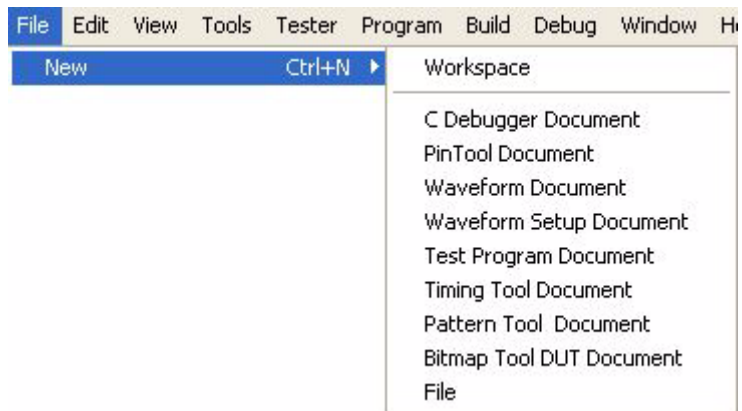 File Edit View Tools Tester Program Build Debug Window
New Ctrl+N Workspace
C Debugger Document
PinTool Document
Waveform Document
Waveform Setup Document
Test Program Document
Timing Tool Document
Pattern Tool Document
Bitmap Tool DUT Document
File